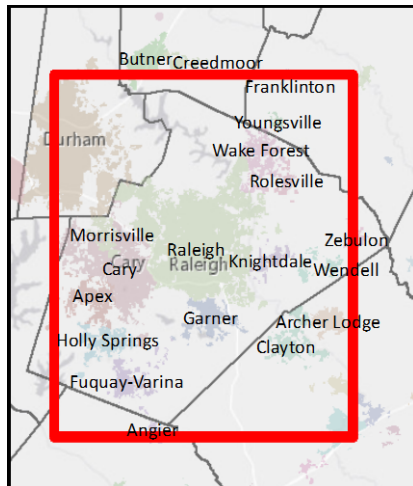 Butner
Creedmoor
Franklinton
Youngsville
Durham
Wake Forest
Rolesville
Morrisville
Zebulon
Raleigh
Knightdale
Raleigh
Cary
Cary
Wendell
Apex
Garner
Archer Lodge
Holly Springs
Clayton
Fuquay-Varina
Angier